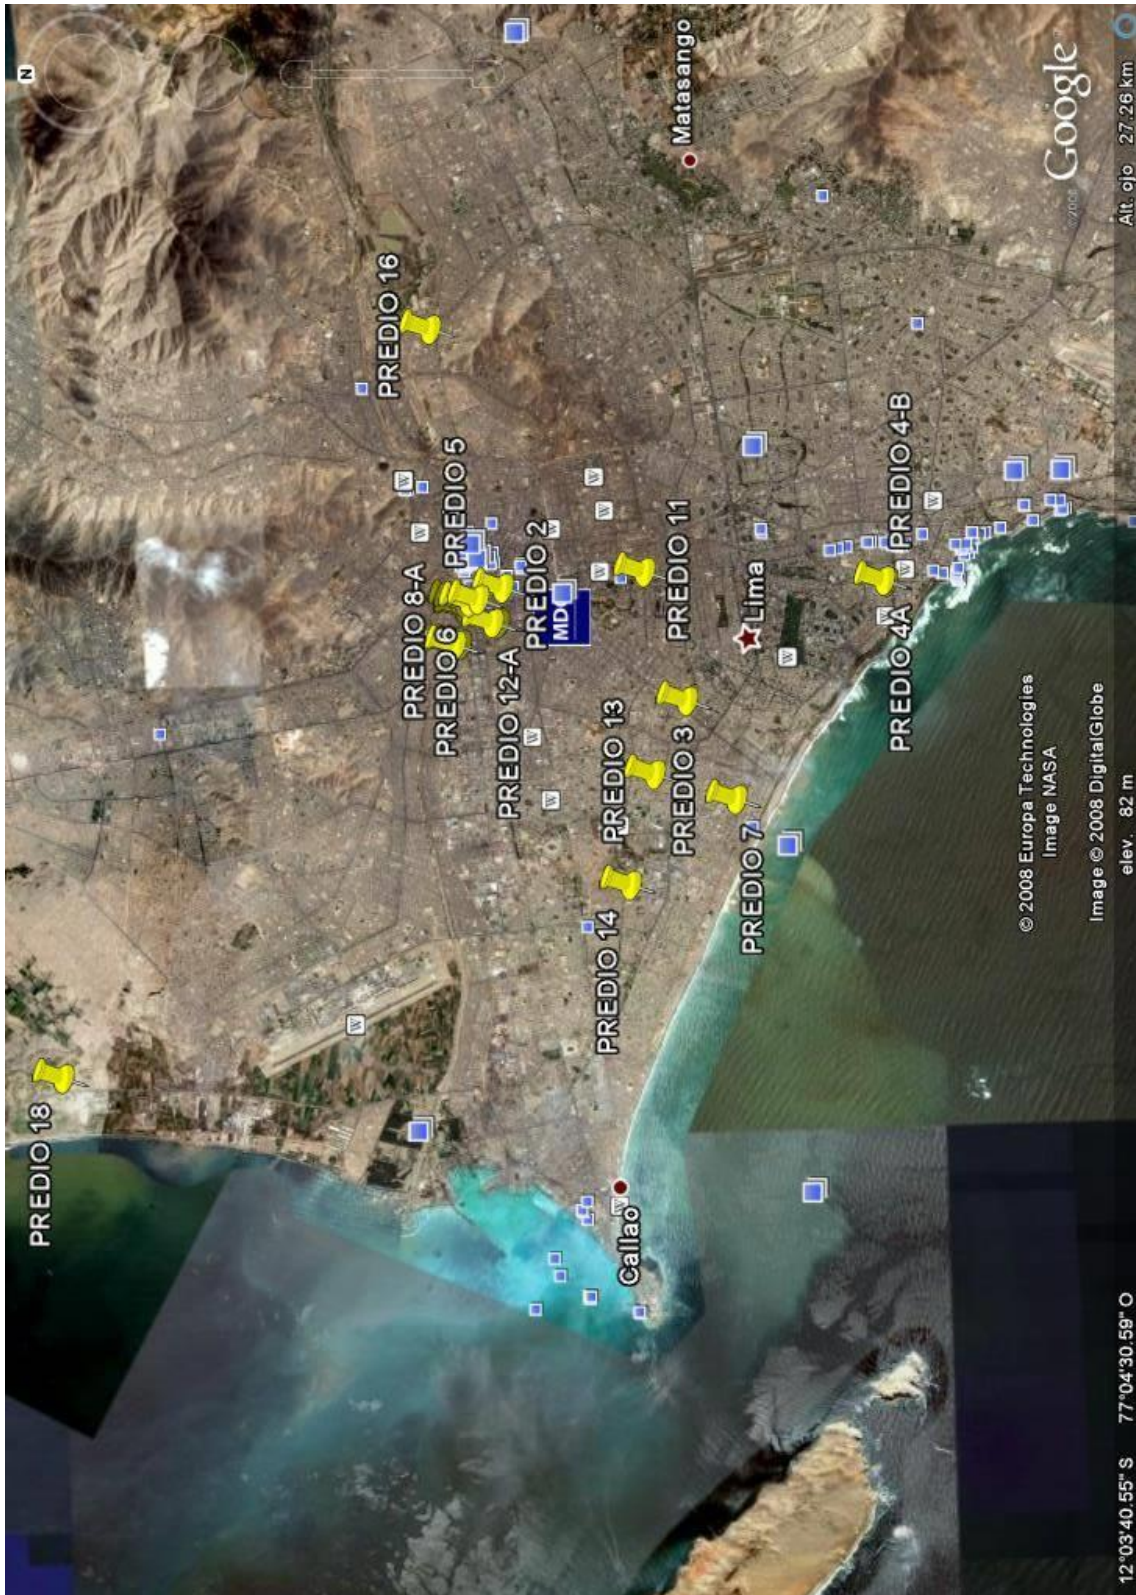 N
PREDIO 18
PREDIO 16
PREDIO 5
PREDIO 8-A
PREDIO 6
PREDIO 2
PREDIO 12-A
MD
PREDIO 11
PREDIO 13
PREDIO 3
PREDIO 14
PREDIO 7
Matasango
Lima
Callao
PREDIO 4-B
PREDIO 4A
W
W
W
W
W
W
W
W
W
W
W
W
W
W
© 2008 Europa Technologies
Image NASA
Image © 2008 DigitalGlobe
©2008 Google
12°03'40.55" S 77°04'30.59" O elev. 82 m Alt. ojo 27.26 km